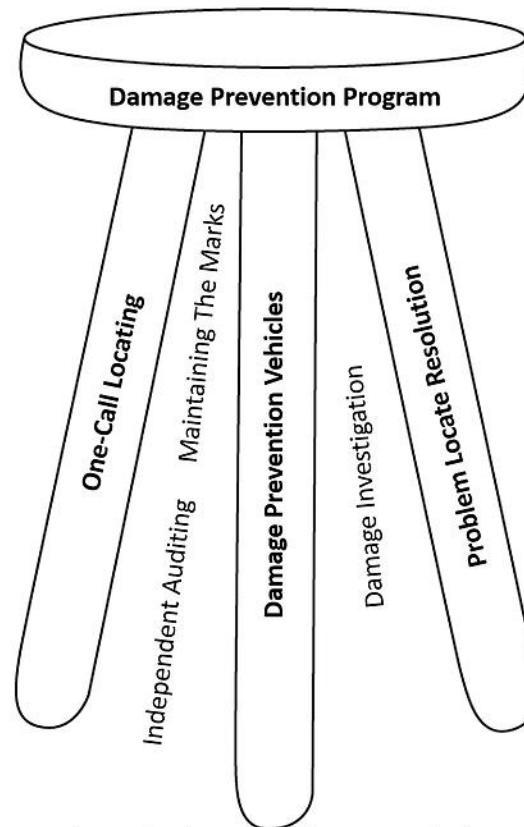 Damage Prevention Program
One-Call Locating
Independent Auditing
Maintaining The Marks
Damage Prevention Vehicles
Damage Investigation
Problem Locate Resolution